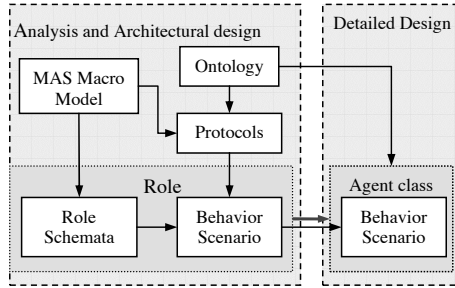 Analysis and Architectural design
Detailed Design
MAS Macro
Model
Ontology
Protocols
Role
Agent class
Role
Schemata
Behavior
Scenario
Behavior
Scenario